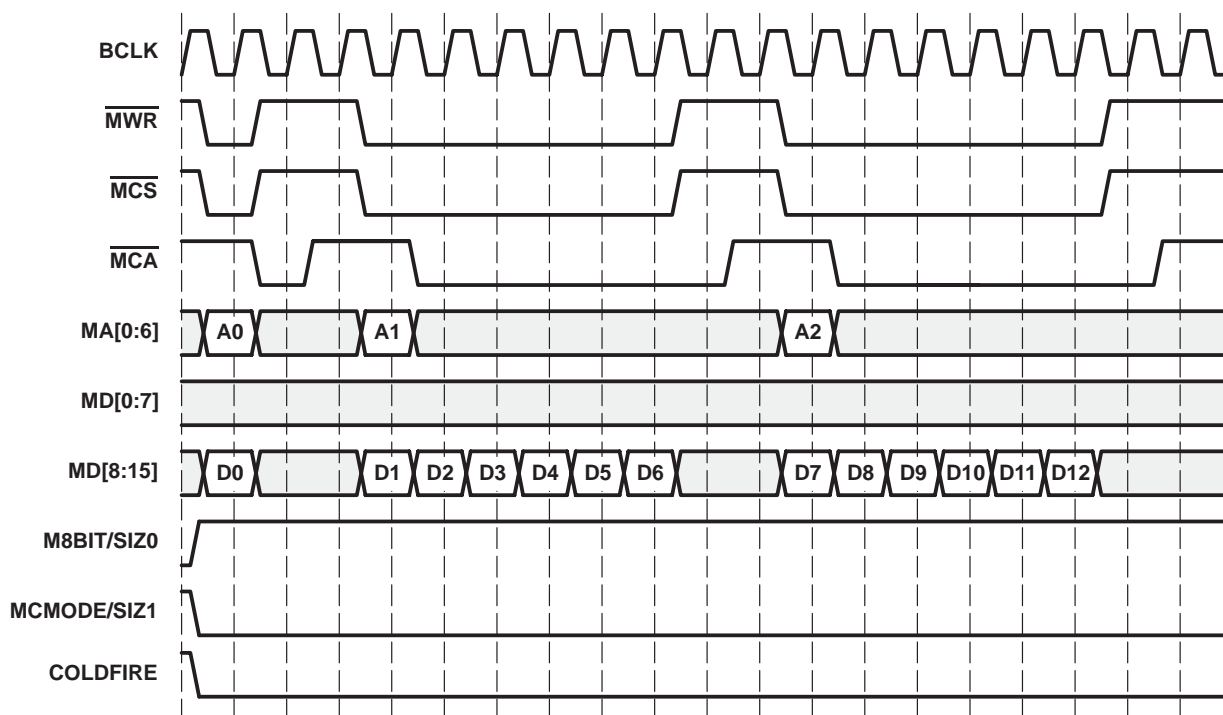 BCLK
MWR
MCS
MCA
MA[0:6] A0 A1 A2
MD[0:7]
MD[8:15] D0 D1 D2 D3 D4 D5 D6 D7 D8 D9 D10 D11 D12
M8BIT/SIZ0
MCMODE/SIZ1
COLDFIRE